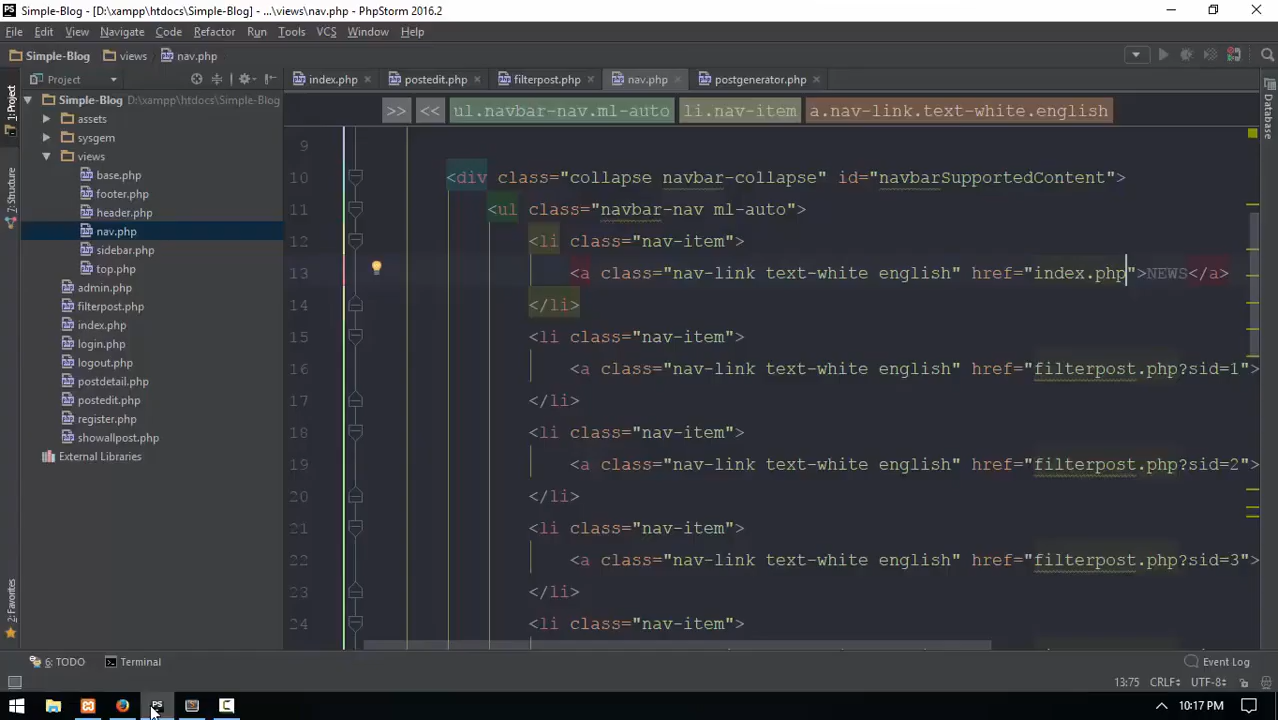 Simple-Blog - [D:\xampp\htdocs\Simple-Blog] - ...\views\nav.php - PhpStorm 2016.2
File Edit View Navigate Code Refactor Run Tools VCS Window Help
Simple-Blog views nav.php
Project index.php postedit.php filterpost.php nav.php postgenerator.php
1: Project
7: Structure
2: Favorites
Database
Simple-Blog D:\xampp\htdocs\Simple-Blog
assets
sysgem
views
base.php
footer.php
header.php
nav.php
sidebar.php
top.php
admin.php
filterpost.php
index.php
login.php
logout.php
postdetail.php
postedit.php
register.php
showallpost.php
External Libraries
>> << ul.navbar-nav.ml-auto li.nav-item a.nav-link.text-white.english
9
10 <div class="collapse navbar-collapse" id="navbarSupportedContent">
11 <ul class="navbar-nav ml-auto">
12 <li class="nav-item">
13 <a class="nav-link text-white english" href="index.php">NEWS</a>
14 </li>
15 <li class="nav-item">
16 <a class="nav-link text-white english" href="filterpost.php?sid=1">
17 </li>
18 <li class="nav-item">
19 <a class="nav-link text-white english" href="filterpost.php?sid=2">
20 </li>
21 <li class="nav-item">
22 <a class="nav-link text-white english" href="filterpost.php?sid=3">
23 </li>
24 <li class="nav-item">
6: TODO Terminal Event Log
13:75 CRLF UTF-8
10:17 PM